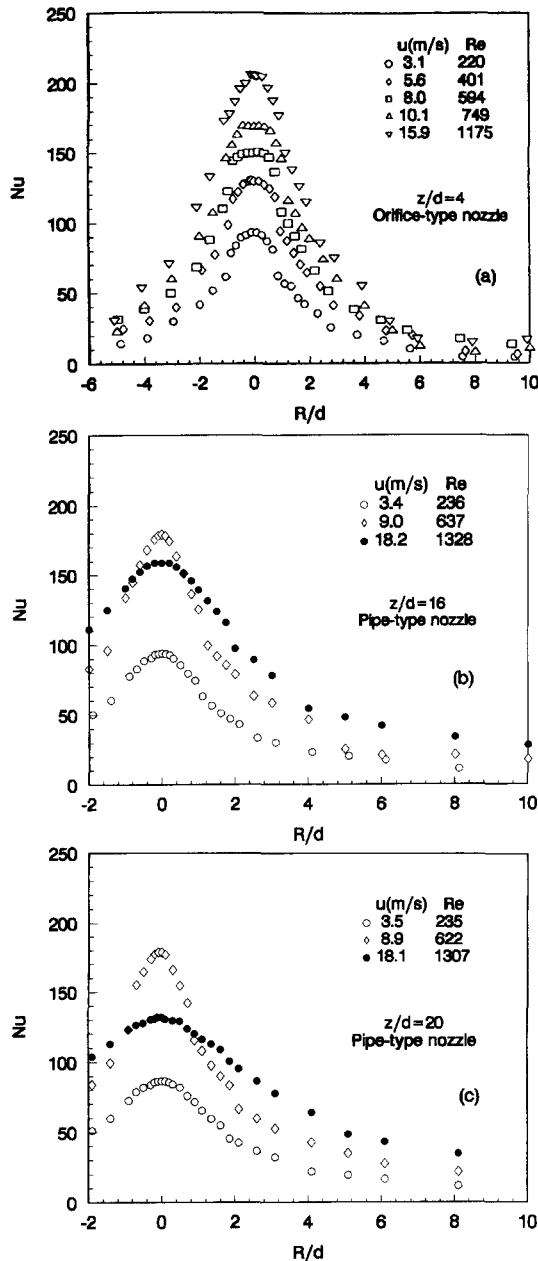 250
200
150
100
50
0
Nu
u(m/s) Re
3.1 220
5.6 401
8.0 594
10.1 749
15.9 1175
z/d=4
Orifice-type nozzle
(a)
-6 -4 -2 0 2 4 6 8 10
R/d
250
200
150
100
50
0
Nu
u(m/s) Re
3.4 236
9.0 637
18.2 1328
z/d=16
Pipe-type nozzle
(b)
-2 0 2 4 6 8 10
R/d
250
200
150
100
50
0
Nu
u(m/s) Re
3.5 235
8.9 622
18.1 1307
z/d=20
Pipe-type nozzle
(c)
-2 0 2 4 6 8 10
R/d